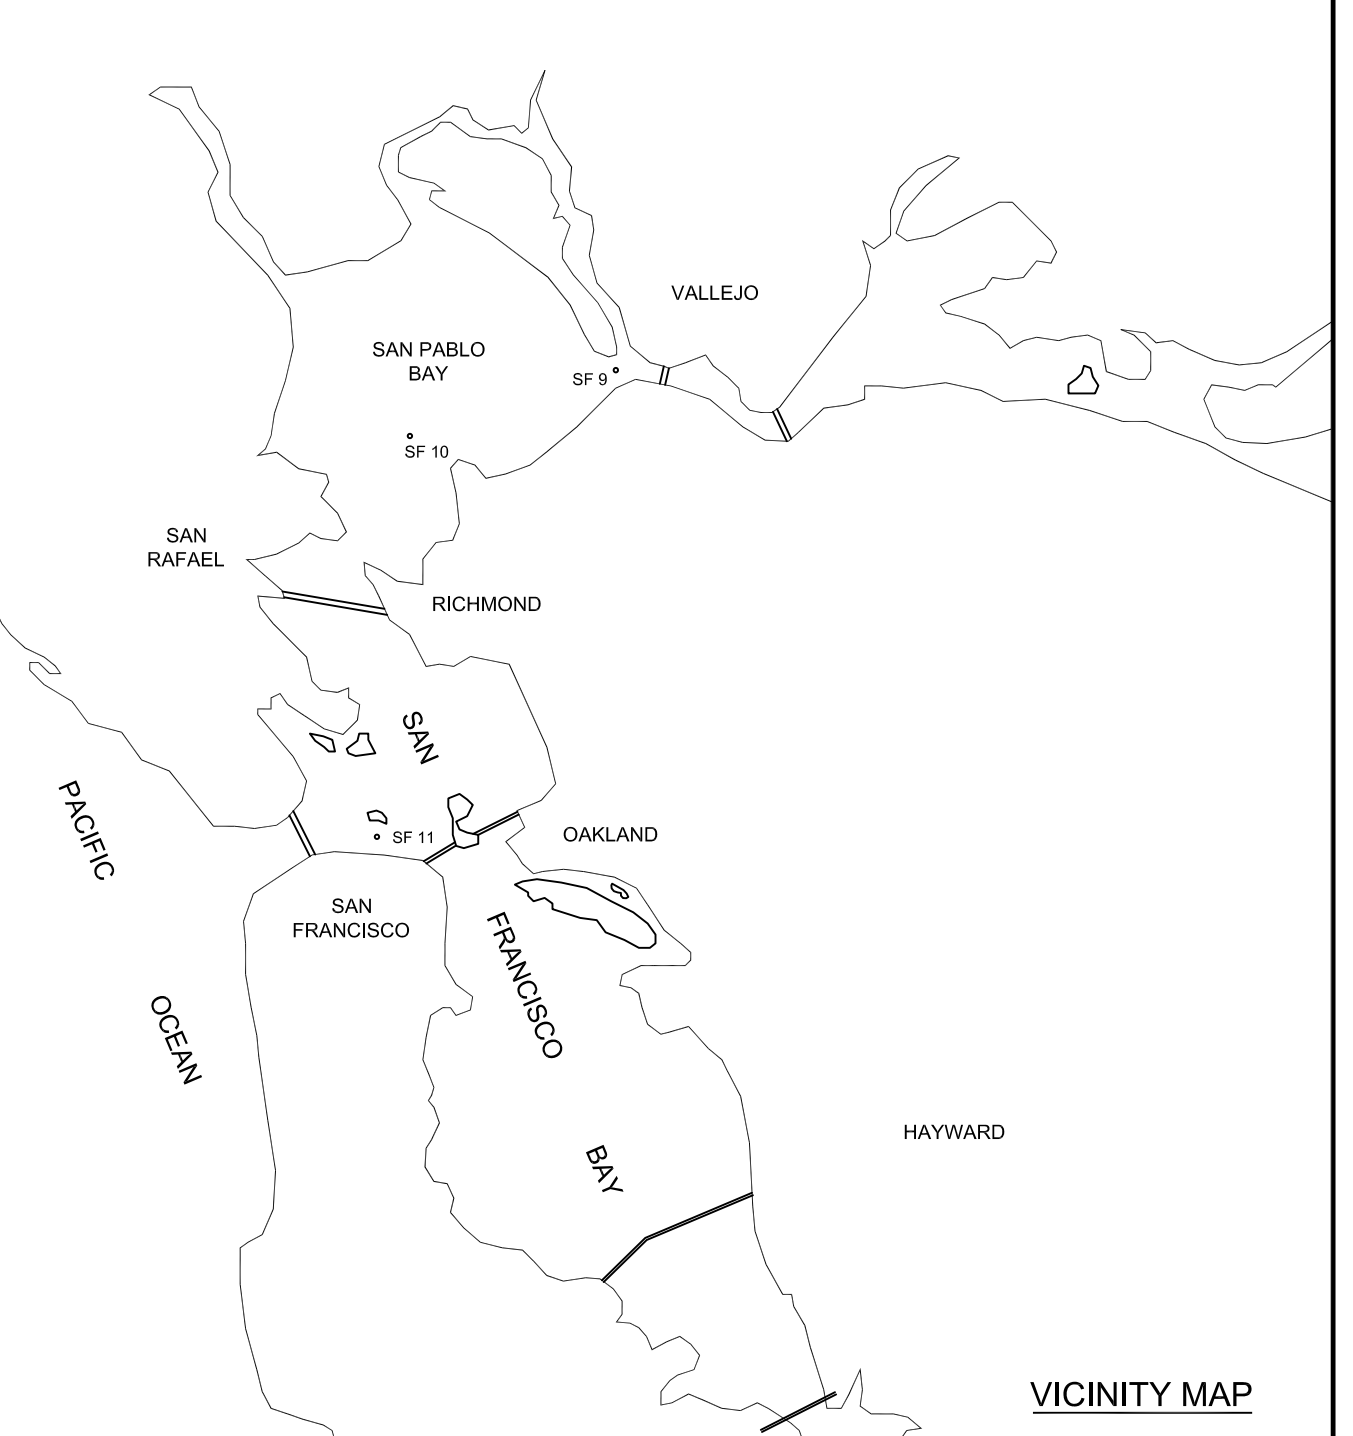 VALLEJO
SAN PABLO
BAY
SF 9
SF 10
SAN
RAFAEL
RICHMOND
SAN
PACIFIC
SF 11
OAKLAND
SAN
FRANCISCO
FRANCISCO
OCEAN
HAYWARD
BAY
VICINITY MAP